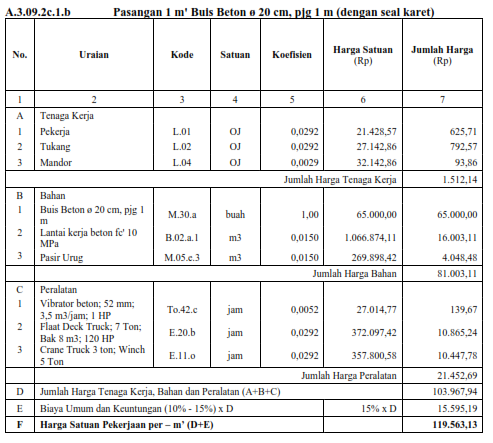 A.3.09.2c.1.b Pasangan 1 m' Buis Beton ø 20 cm, pjg 1 m (dengan seal karet)
No. Uraian Kode Satuan Koefisien Harga Satuan (Rp) Jumlah Harga (Rp)
1 2 3 4 5 6 7
A Tenaga Kerja
1 Pekerja L.01 OJ 0,0292 21.428,57 625,71
2 Tukang L.02 OJ 0,0292 27.142,86 792,57
3 Mandor L.04 OJ 0,0029 32.142,86 93,86
Jumlah Harga Tenaga Kerja 1.512,14
B Bahan
1 Buis Beton ø 20 cm, pjg 1 m M.30.a buah 1,00 65.000,00 65.000,00
2 Lantai kerja beton fc' 10 MPa B.02.a.1 m3 0,0150 1.066.874,11 16.003,11
3 Pasir Urug M.05.c.3 m3 0,0150 269.898,42 4.048,48
Jumlah Harga Bahan 81.003,11
C Peralatan
1 Vibrator beton; 52 mm; 3,5 m3/jam; 1 HP To.42.c jam 0,0052 27.014,77 139,67
2 Flaat Deck Truck; 7 Ton; Bak 8 m3; 120 HP E.20.b jam 0,0292 372.097,42 10.865,24
3 Crane Truck 3 ton; Winch 5 Ton E.11.o jam 0,0292 357.800,58 10.447,78
Jumlah Harga Peralatan 21.452,69
D Jumlah Harga Tenaga Kerja, Bahan dan Peralatan (A+B+C) 103.967,94
E Biaya Umum dan Keuntungan (10% - 15%) x D 15% x D 15.595,19
F Harga Satuan Pekerjaan per – m' (D+E) 119.563,13